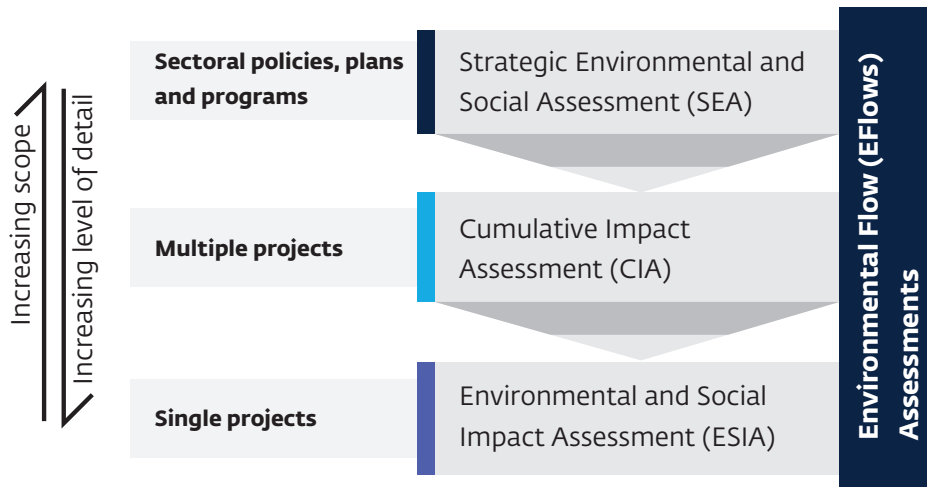 Increasing scope
Increasing level of detail
Sectoral policies, plans
and programs
Strategic Environmental and
Social Assessment (SEA)
Multiple projects
Cumulative Impact
Assessment (CIA)
Single projects
Environmental and Social
Impact Assessment (ESIA)
Environmental Flow (EFlows)
Assessments